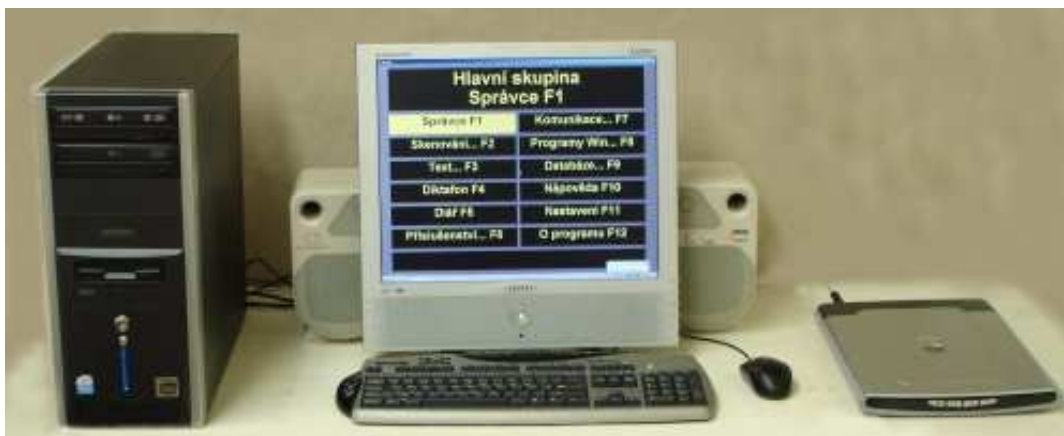 Hlavní skupina
Správce F1
Správce F1
Skenování... F2
Text... F3
Diktafon F4
Diář F5
Příslušenství... F6
Komunikace... F7
Programy Win... F8
Databáze... F9
Nápověda F10
Nastavení F11
O programu F12